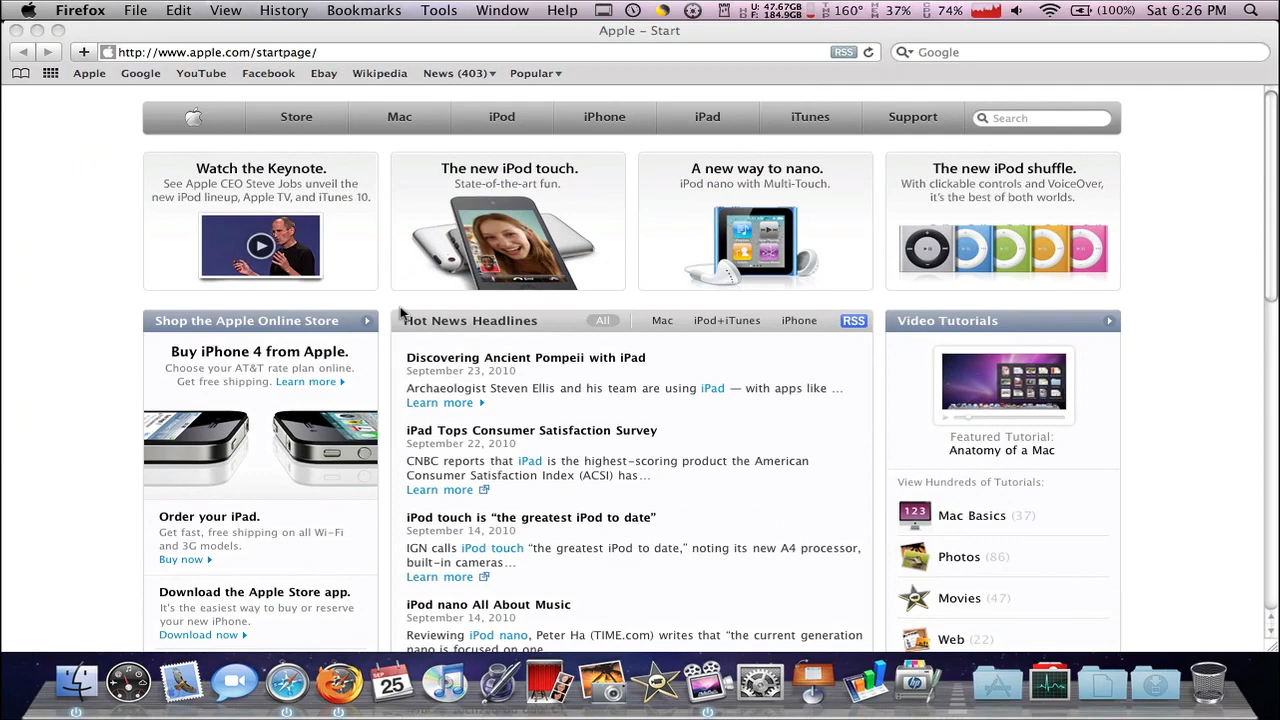 Firefox File Edit View History Bookmarks Tools Window Help U: 47.67GB F: 184.9GB 160° 37% 74% (100%) Sat 6:26 PM
Apple – Start
http://www.apple.com/startpage/ RSS Google
Apple Google YouTube Facebook Ebay Wikipedia News (403) Popular
Store Mac iPod iPhone iPad iTunes Support Search
Watch the Keynote.
See Apple CEO Steve Jobs unveil the
new iPod lineup, Apple TV, and iTunes 10.
The new iPod touch.
State-of-the-art fun.
A new way to nano.
iPod nano with Multi-Touch.
The new iPod shuffle.
With clickable controls and VoiceOver,
it's the best of both worlds.
Shop the Apple Online Store
Buy iPhone 4 from Apple.
Choose your AT&T rate plan online.
Get free shipping. Learn more
Order your iPad.
Get fast, free shipping on all Wi-Fi
and 3G models.
Buy now
Download the Apple Store app.
It's the easiest way to buy or reserve
your new iPhone.
Download now
Hot News Headlines All Mac iPod+iTunes iPhone RSS
Discovering Ancient Pompeii with iPad
September 23, 2010
Archaeologist Steven Ellis and his team are using iPad — with apps like ...
Learn more
iPad Tops Consumer Satisfaction Survey
September 22, 2010
CNBC reports that iPad is the highest-scoring product the American
Consumer Satisfaction Index (ACSI) has...
Learn more
iPod touch is “the greatest iPod to date”
September 14, 2010
IGN calls iPod touch “the greatest iPod to date,” noting its new A4 processor,
built-in cameras...
Learn more
iPod nano All About Music
September 14, 2010
Reviewing iPod nano, Peter Ha (TIME.com) writes that “the current generation
nano is focused on one
Video Tutorials
Featured Tutorial:
Anatomy of a Mac
View Hundreds of Tutorials:
123
Mac Basics (37)
Photos (86)
Movies (47)
Web (22)
SEP
25
hp